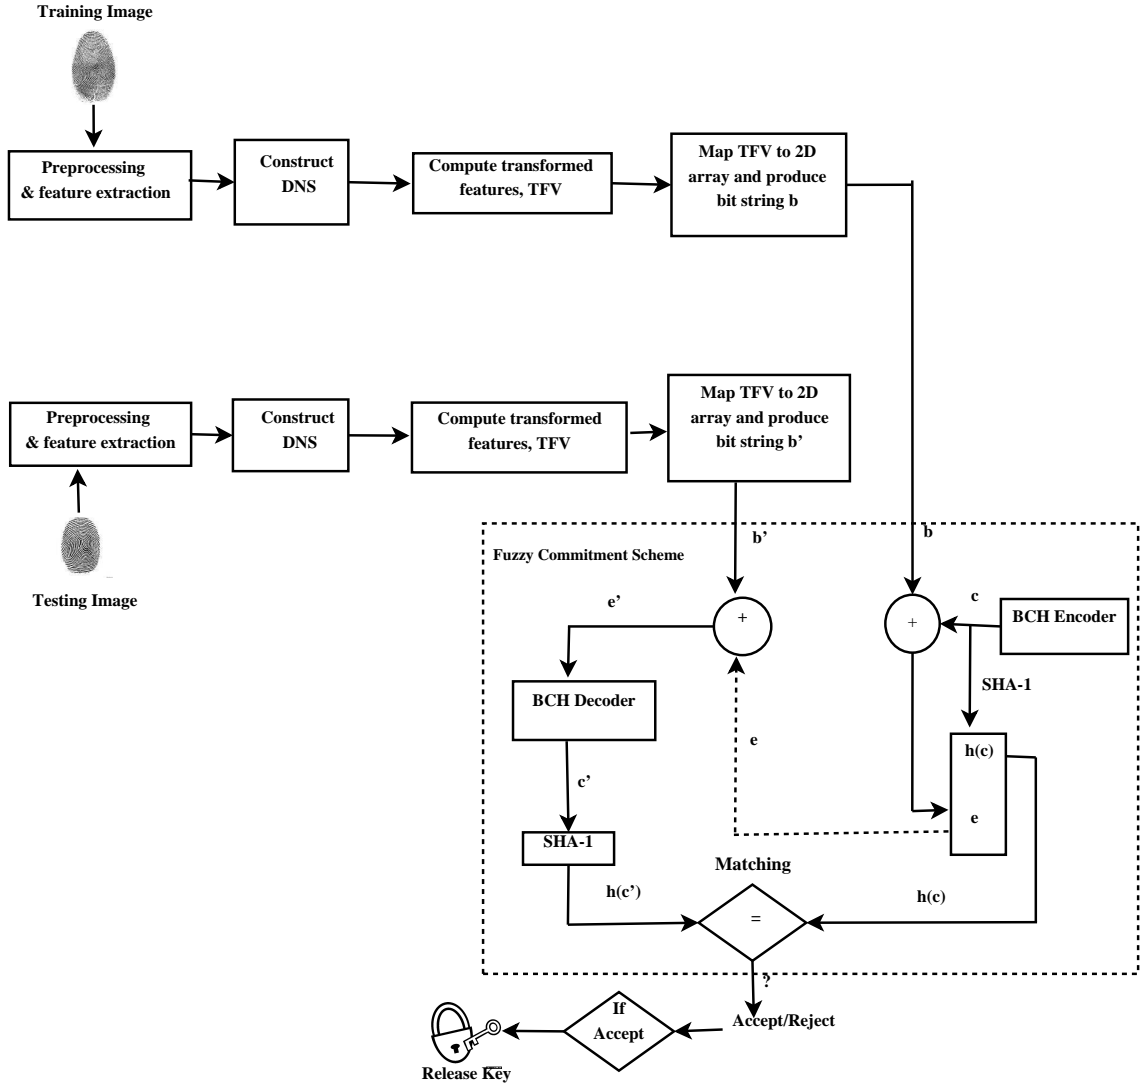 Training Image
Preprocessing
& feature extraction
Construct
DNS
Compute transformed
features, TFV
Map TFV to 2D
array and produce
bit string b
Preprocessing
& feature extraction
Construct
DNS
Compute transformed
features, TFV
Map TFV to 2D
array and produce
bit string b’
Testing Image
Fuzzy Commitment Scheme
b’
b
e’
+
+
c
BCH Encoder
SHA-1
BCH Decoder
e
h(c)
e
c’
SHA-1
Matching
h(c’)
=
h(c)
?
Accept/Reject
If
Accept
Release Key